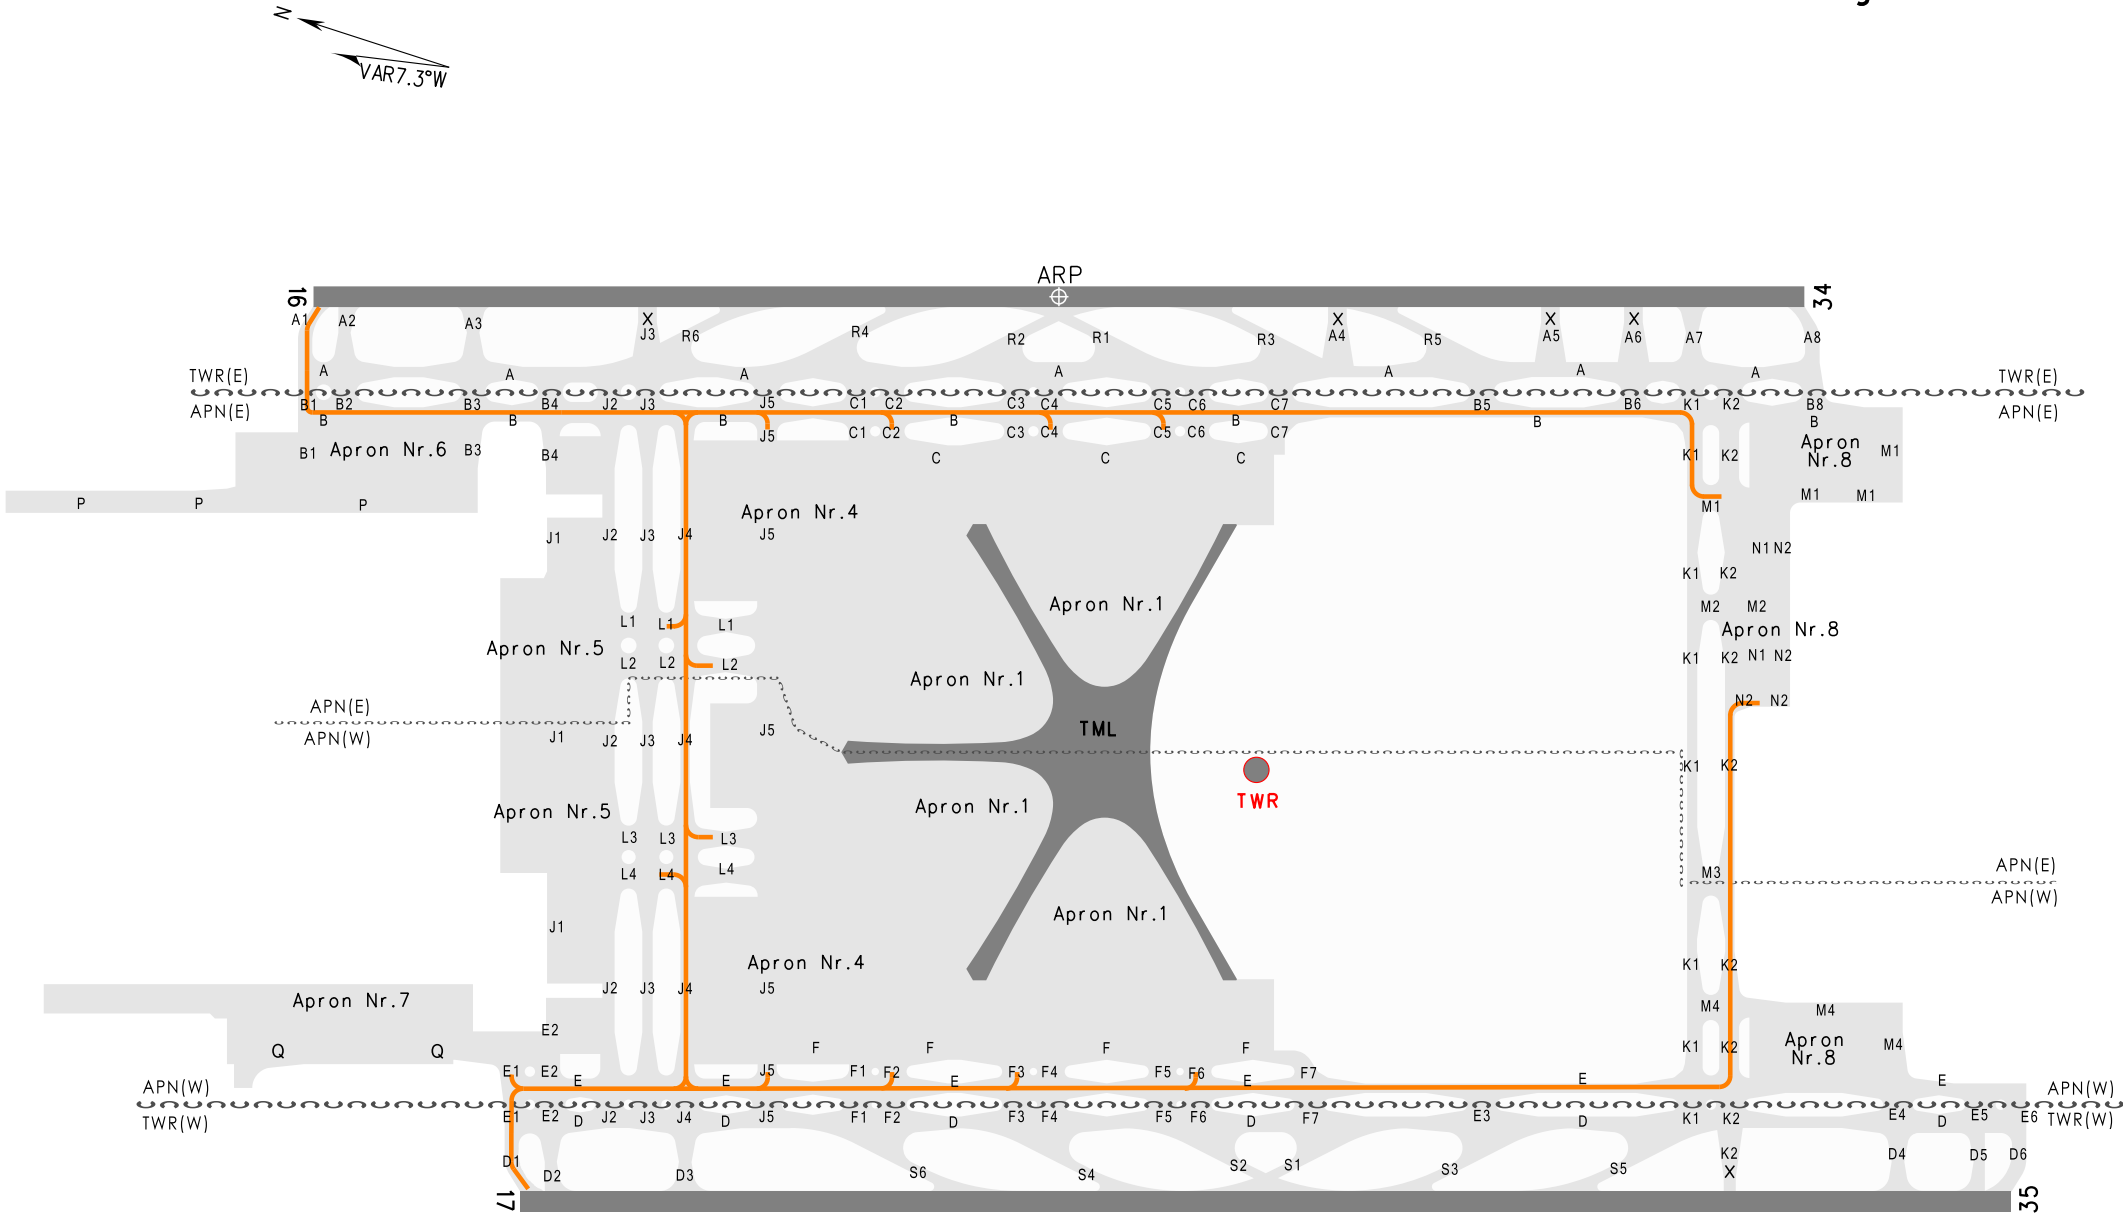 N
VAR7.3°W
ARP
16
34
A1 A2 A3 X J3 R6 R4 R2 R1 R3 X A4 R5 X A5 X A6 A7 A8
TWR(E) A A A A A A A TWR(E)
APN(E) B1 B2 B3 B4 J2 J3 J5 C1 C2 C3 C4 C5 C6 C7 B5 B6 K1 K2 B8 APN(E)
B B B B B B B
B1 Apron Nr.6 B3 B4 J5 C1 C2 C3 C4 C5 C6 C7 K1 K2 Apron Nr.8 M1
C C C
P P P M1 M1 M1
Apron Nr.4
J1 J2 J3 J4 J5 N1 N2
K1 K2
Apron Nr.1
L1 L1 L1 M2 M2
Apron Nr.8
Apron Nr.5
L2 L2 L2 K1 K2 N1 N2
Apron Nr.1
N2 N2
APN(E)
APN(W)
J1 J2 J3 J4 J5 TML
K1 K2
TWR
Apron Nr.5 Apron Nr.1
L3 L3 L3
L4 L4 L4 M3 APN(E)
APN(W)
Apron Nr.1
J1
Apron Nr.4
K1 K2
J2 J3 J4 J5
Apron Nr.7 M4 M4
E2 Apron Nr.8 M4
Q Q F F F F K1 K2
E1 E2 E J5 F1 F2 F3 F4 F5 F6 F7
APN(W) E E E E E APN(W)
TWR(W) E1 E2 D J2 J3 J4 D J5 F1 F2 D F3 F4 F5 F6 D F7 E3 D K1 K2 E4 D E5 E6 TWR(W)
D1 D2 D3 S6 S4 S2 S1 S3 S5 K2 X D4 D5 D6
17
35